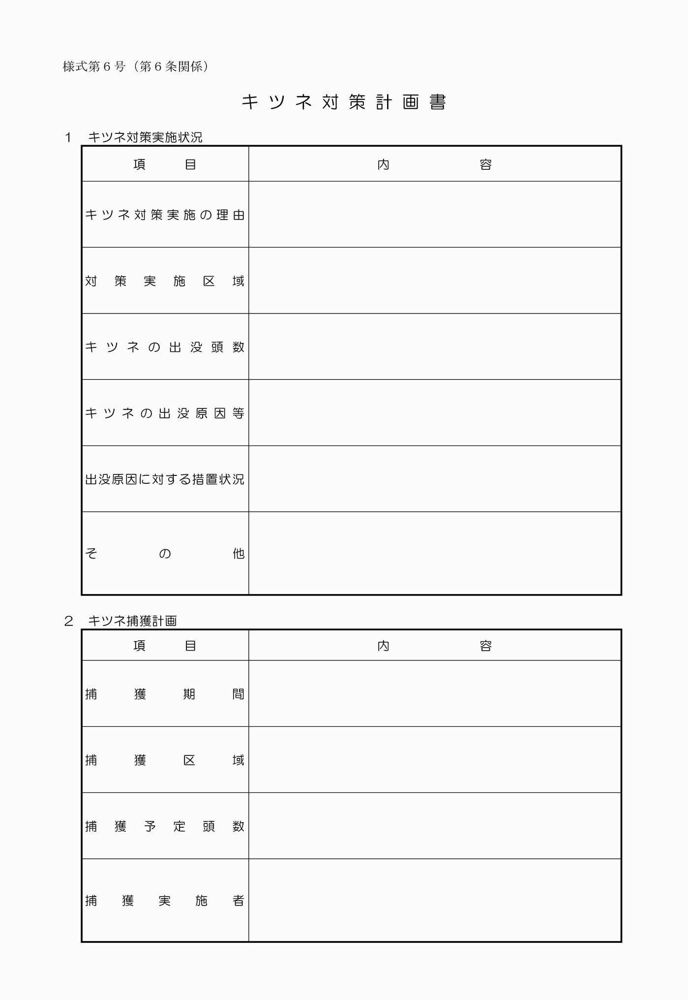 様式第６号（第６条関係）
キツネ対策計画書
１　キツネ対策実施状況
項目　内容
キツネ対策実施の理由
対策実施区域
キツネの出没頭数
キツネの出没原因等
出没原因に対する措置状況
その他
２　キツネ捕獲計画
項目　内容
捕獲期間
捕獲区域
捕獲予定頭数
捕獲実施者